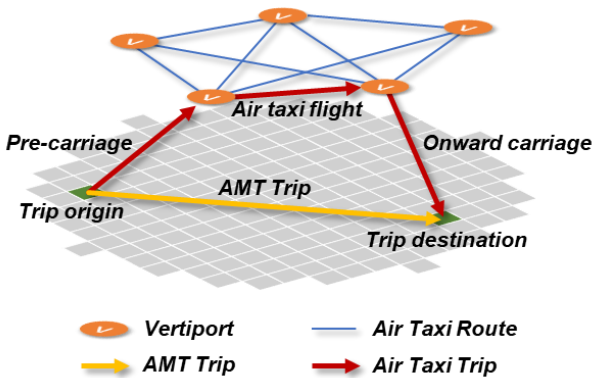 Air taxi flight
Pre-carriage
Onward carriage
AMT Trip
Trip origin
Trip destination
Vertiport
Air Taxi Route
AMT Trip
Air Taxi Trip